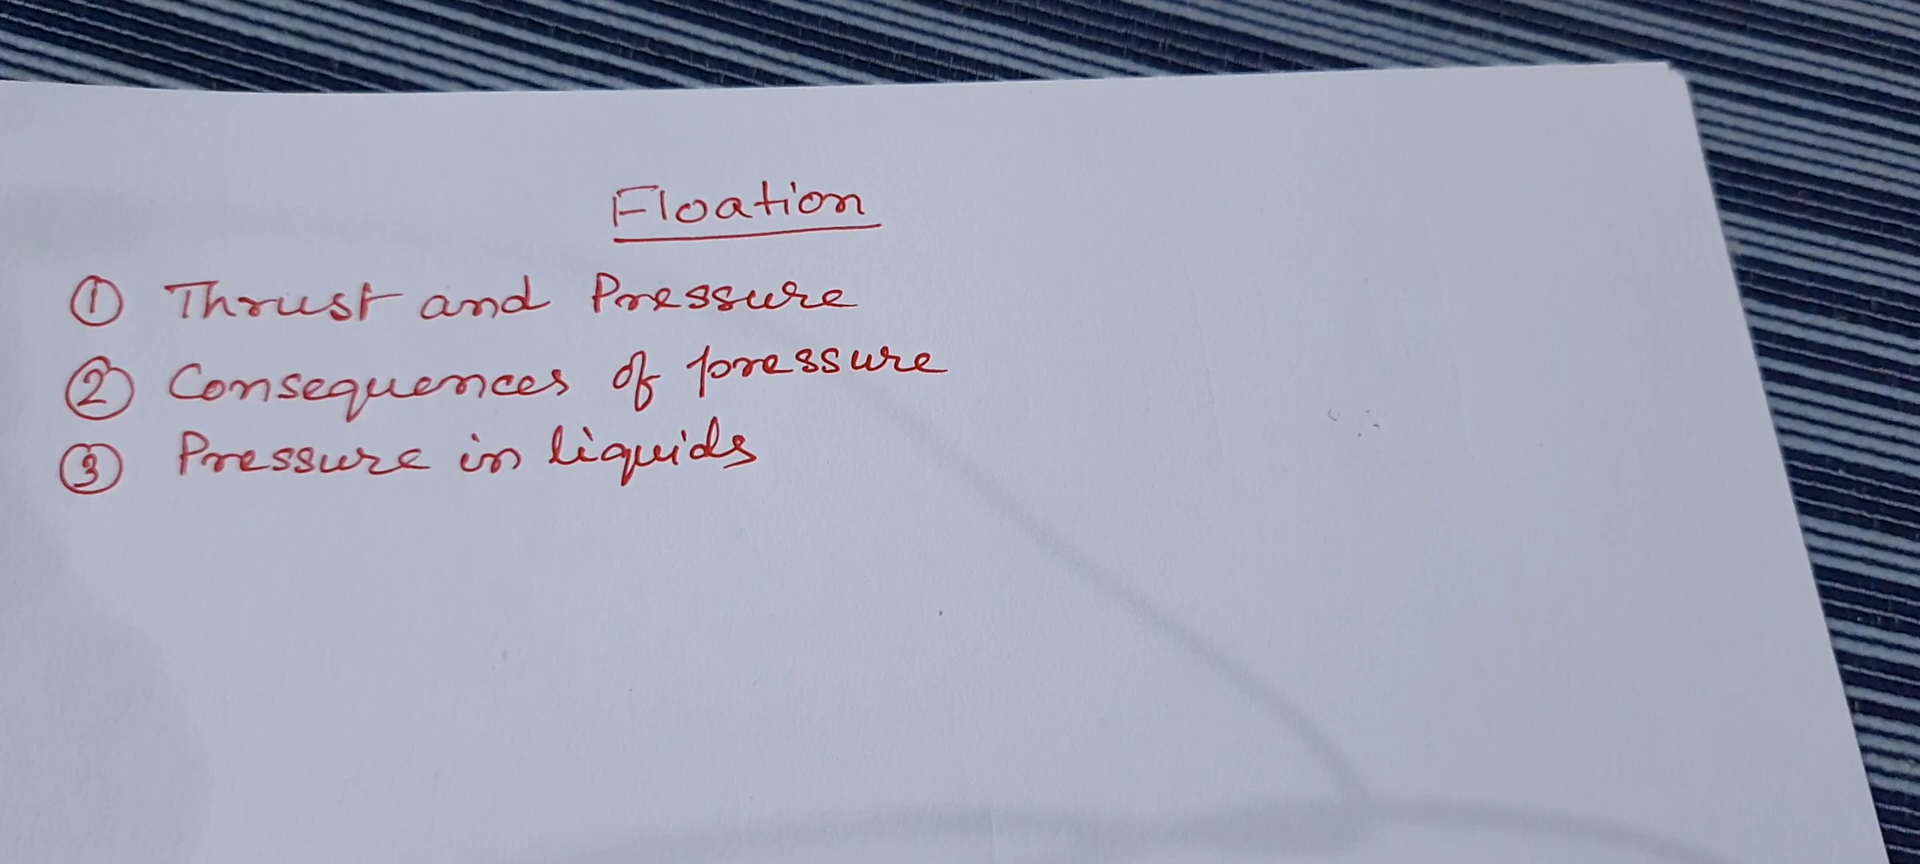 Floation
① Thrust and Pressure
② Consequences of pressure
③ Pressure in liquids